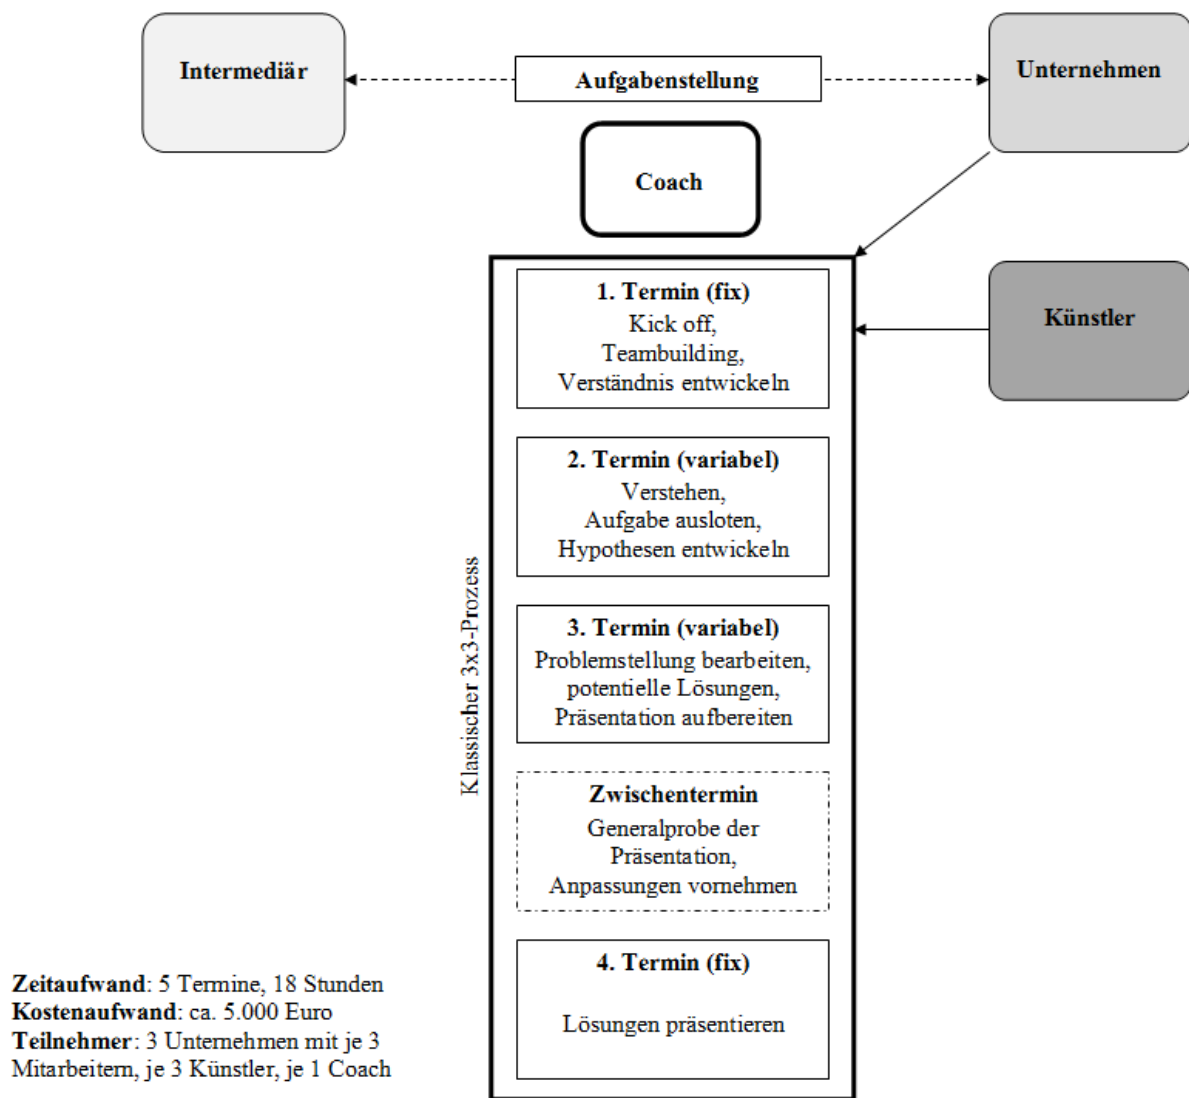 Intermediär
Aufgabenstellung
Unternehmen
Coach
Künstler
Klassischer 3x3-Prozess
1. Termin (fix)
Kick off,
Teambuilding,
Verständnis entwickeln
2. Termin (variabel)
Verstehen,
Aufgabe ausloten,
Hypothesen entwickeln
3. Termin (variabel)
Problemstellung bearbeiten,
potentielle Lösungen,
Präsentation aufbereiten
Zwischentermin
Generalprobe der
Präsentation,
Anpassungen vornehmen
4. Termin (fix)
Lösungen präsentieren
Zeitaufwand: 5 Termine, 18 Stunden
Kostenaufwand: ca. 5.000 Euro
Teilnehmer: 3 Unternehmen mit je 3
Mitarbeitern, je 3 Künstler, je 1 Coach